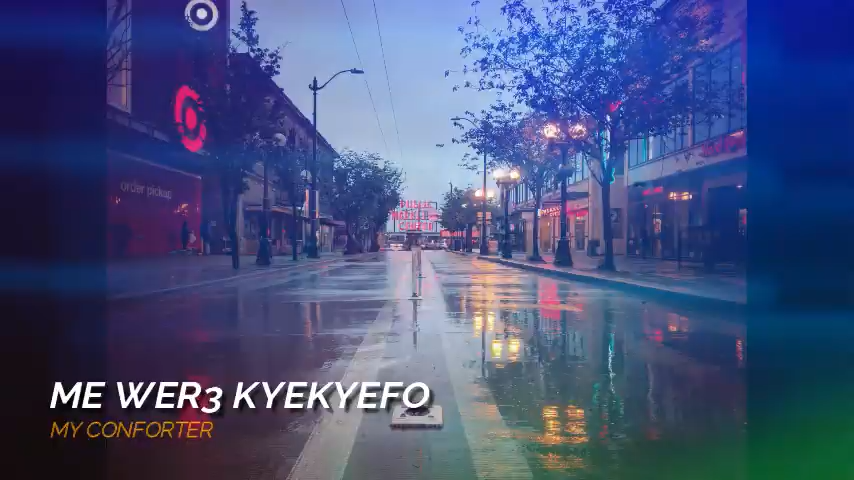 order pickup
PUBLIC
MARKET
CENTER
ME WER3 KYEKYEFO
MY CONFORTER